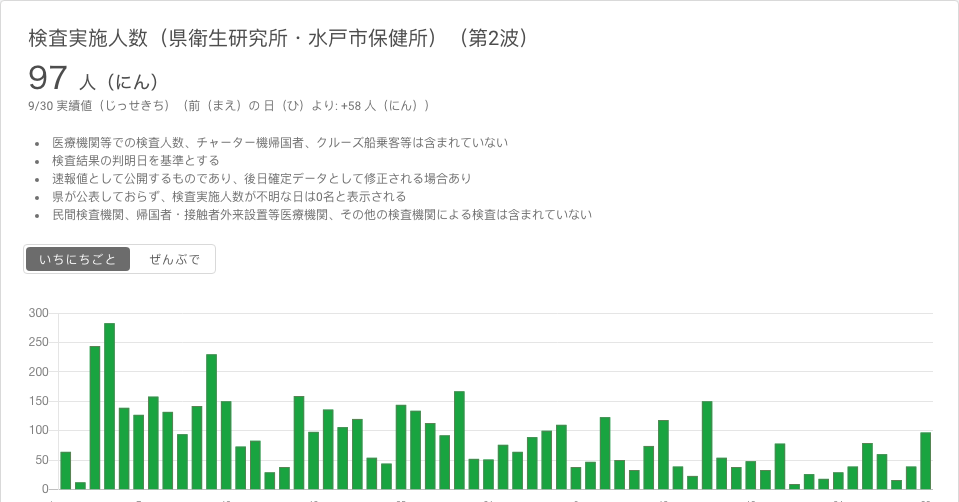 検査実施人数（県衛生研究所・水戸市保健所）（第2波）
97 人（にん）
9/30 実績値（じっせきち）（前（まえ）の 日（ひ）より: +58 人（にん））
• 医療機関等での検査人数、チャーター機帰国者、クルーズ船乗客等は含まれていない
• 検査結果の判明日を基準とする
• 速報値として公開するものであり、後日確定データとして修正される場合あり
• 県が公表しておらず、検査実施人数が不明な日は0名と表示される
• 民間検査機関、帰国者・接触者外来設置等医療機関、その他の検査機関による検査は含まれていない
いちにちごと ぜんぶで
300
250
200
150
100
50
0